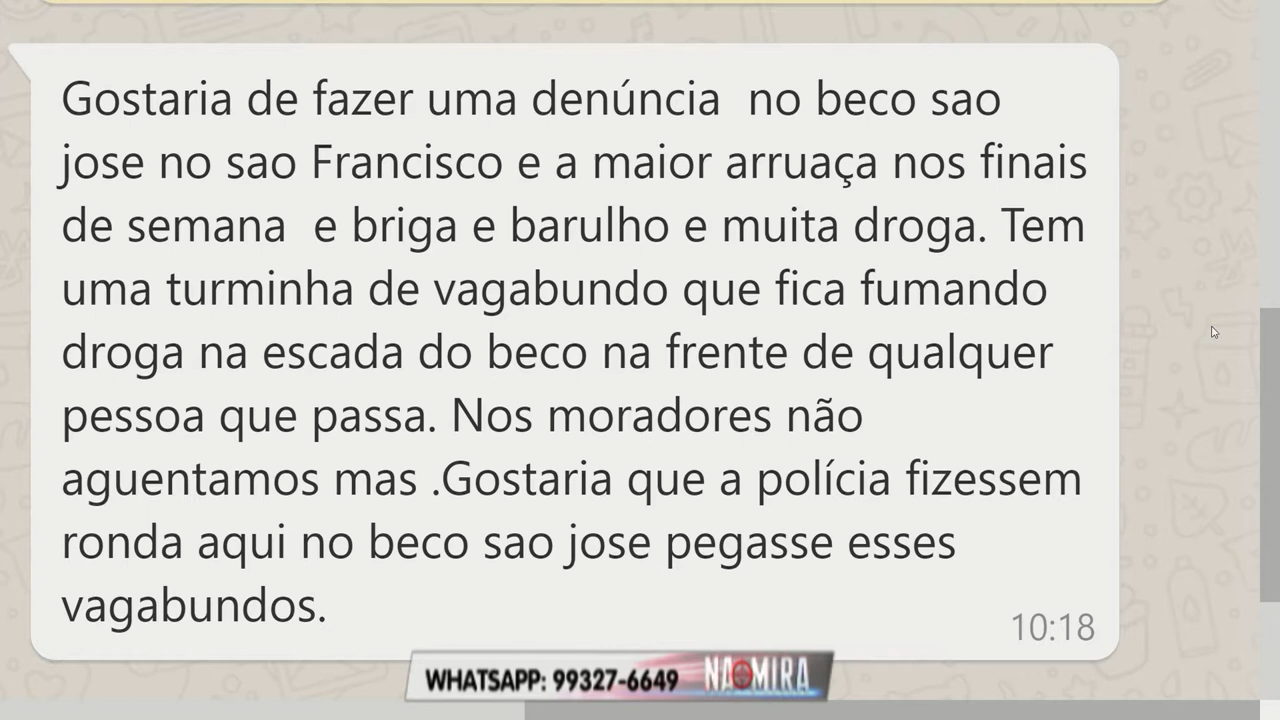 Gostaria de fazer uma denúncia  no beco sao
jose no sao Francisco e a maior arruaça nos finais
de semana  e briga e barulho e muita droga. Tem
uma turminha de vagabundo que fica fumando
droga na escada do beco na frente de qualquer
pessoa que passa. Nos moradores não
aguentamos mas .Gostaria que a polícia fizessem
ronda aqui no beco sao jose pegasse esses
vagabundos.
10:18
WHATSAPP: 99327-6649 NA MIRA